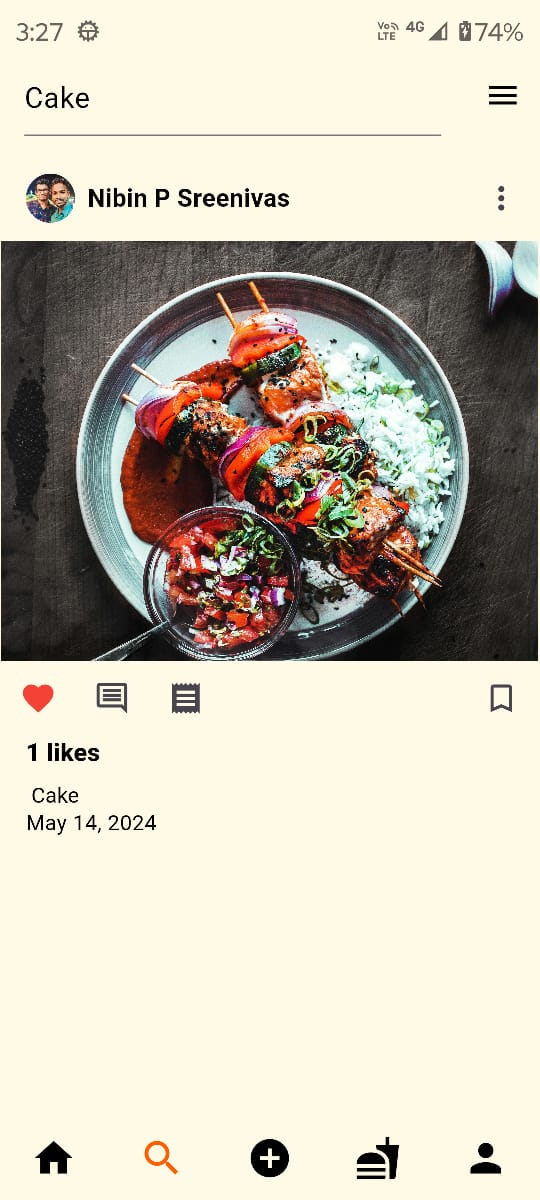 3:27
Vo LTE 4G 74%
Cake
Nibin P Sreenivas
1 likes
Cake
May 14, 2024